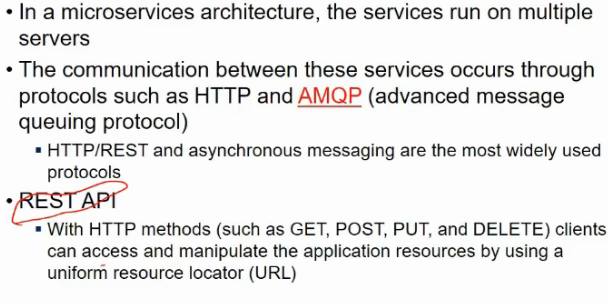 • In a microservices architecture, the services run on multiple
servers
• The communication between these services occurs through
protocols such as HTTP and AMQP (advanced message
queuing protocol)
▪ HTTP/REST and asynchronous messaging are the most widely used
protocols
• REST API
▪ With HTTP methods (such as GET, POST, PUT, and DELETE) clients
can access and manipulate the application resources by using a
uniform resource locator (URL)